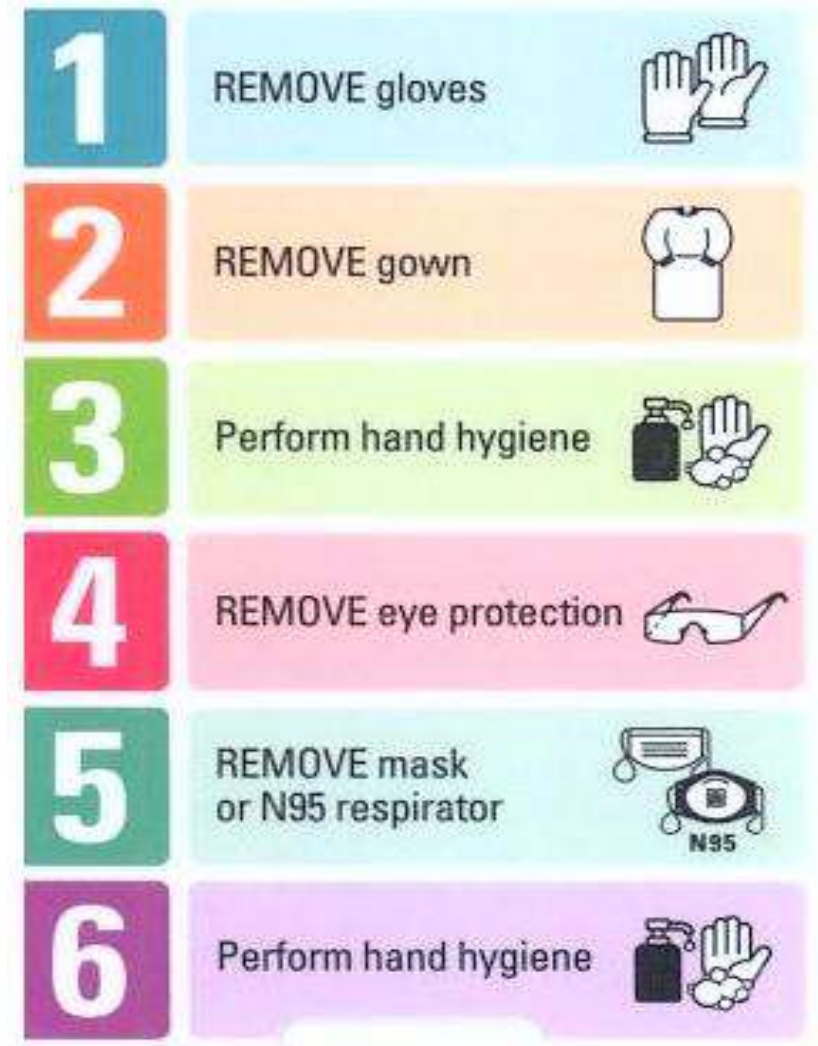 1
REMOVE gloves
2
REMOVE gown
3
Perform hand hygiene
4
REMOVE eye protection
5
REMOVE mask
or N95 respirator
N95
6
Perform hand hygiene